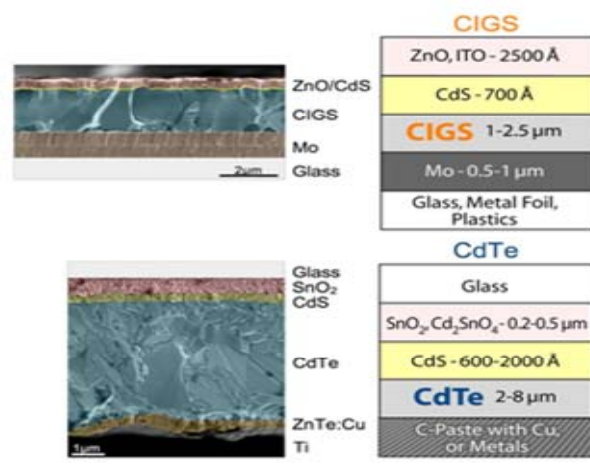 CIGS
ZnO/CdS
CIGS
Mo
Glass
2µm
ZnO, ITO - 2500 Å
CdS - 700 Å
CIGS 1-2.5 µm
Mo - 0.5-1 µm
Glass, Metal Foil,
Plastics
CdTe
Glass
SnO₂
CdS
CdTe
ZnTe:Cu
Ti
1µm
Glass
SnO₂,Cd₂SnO₄ - 0.2-0.5 µm
CdS - 600-2000 Å
CdTe 2-8 µm
C-Paste with Cu,
or Metals